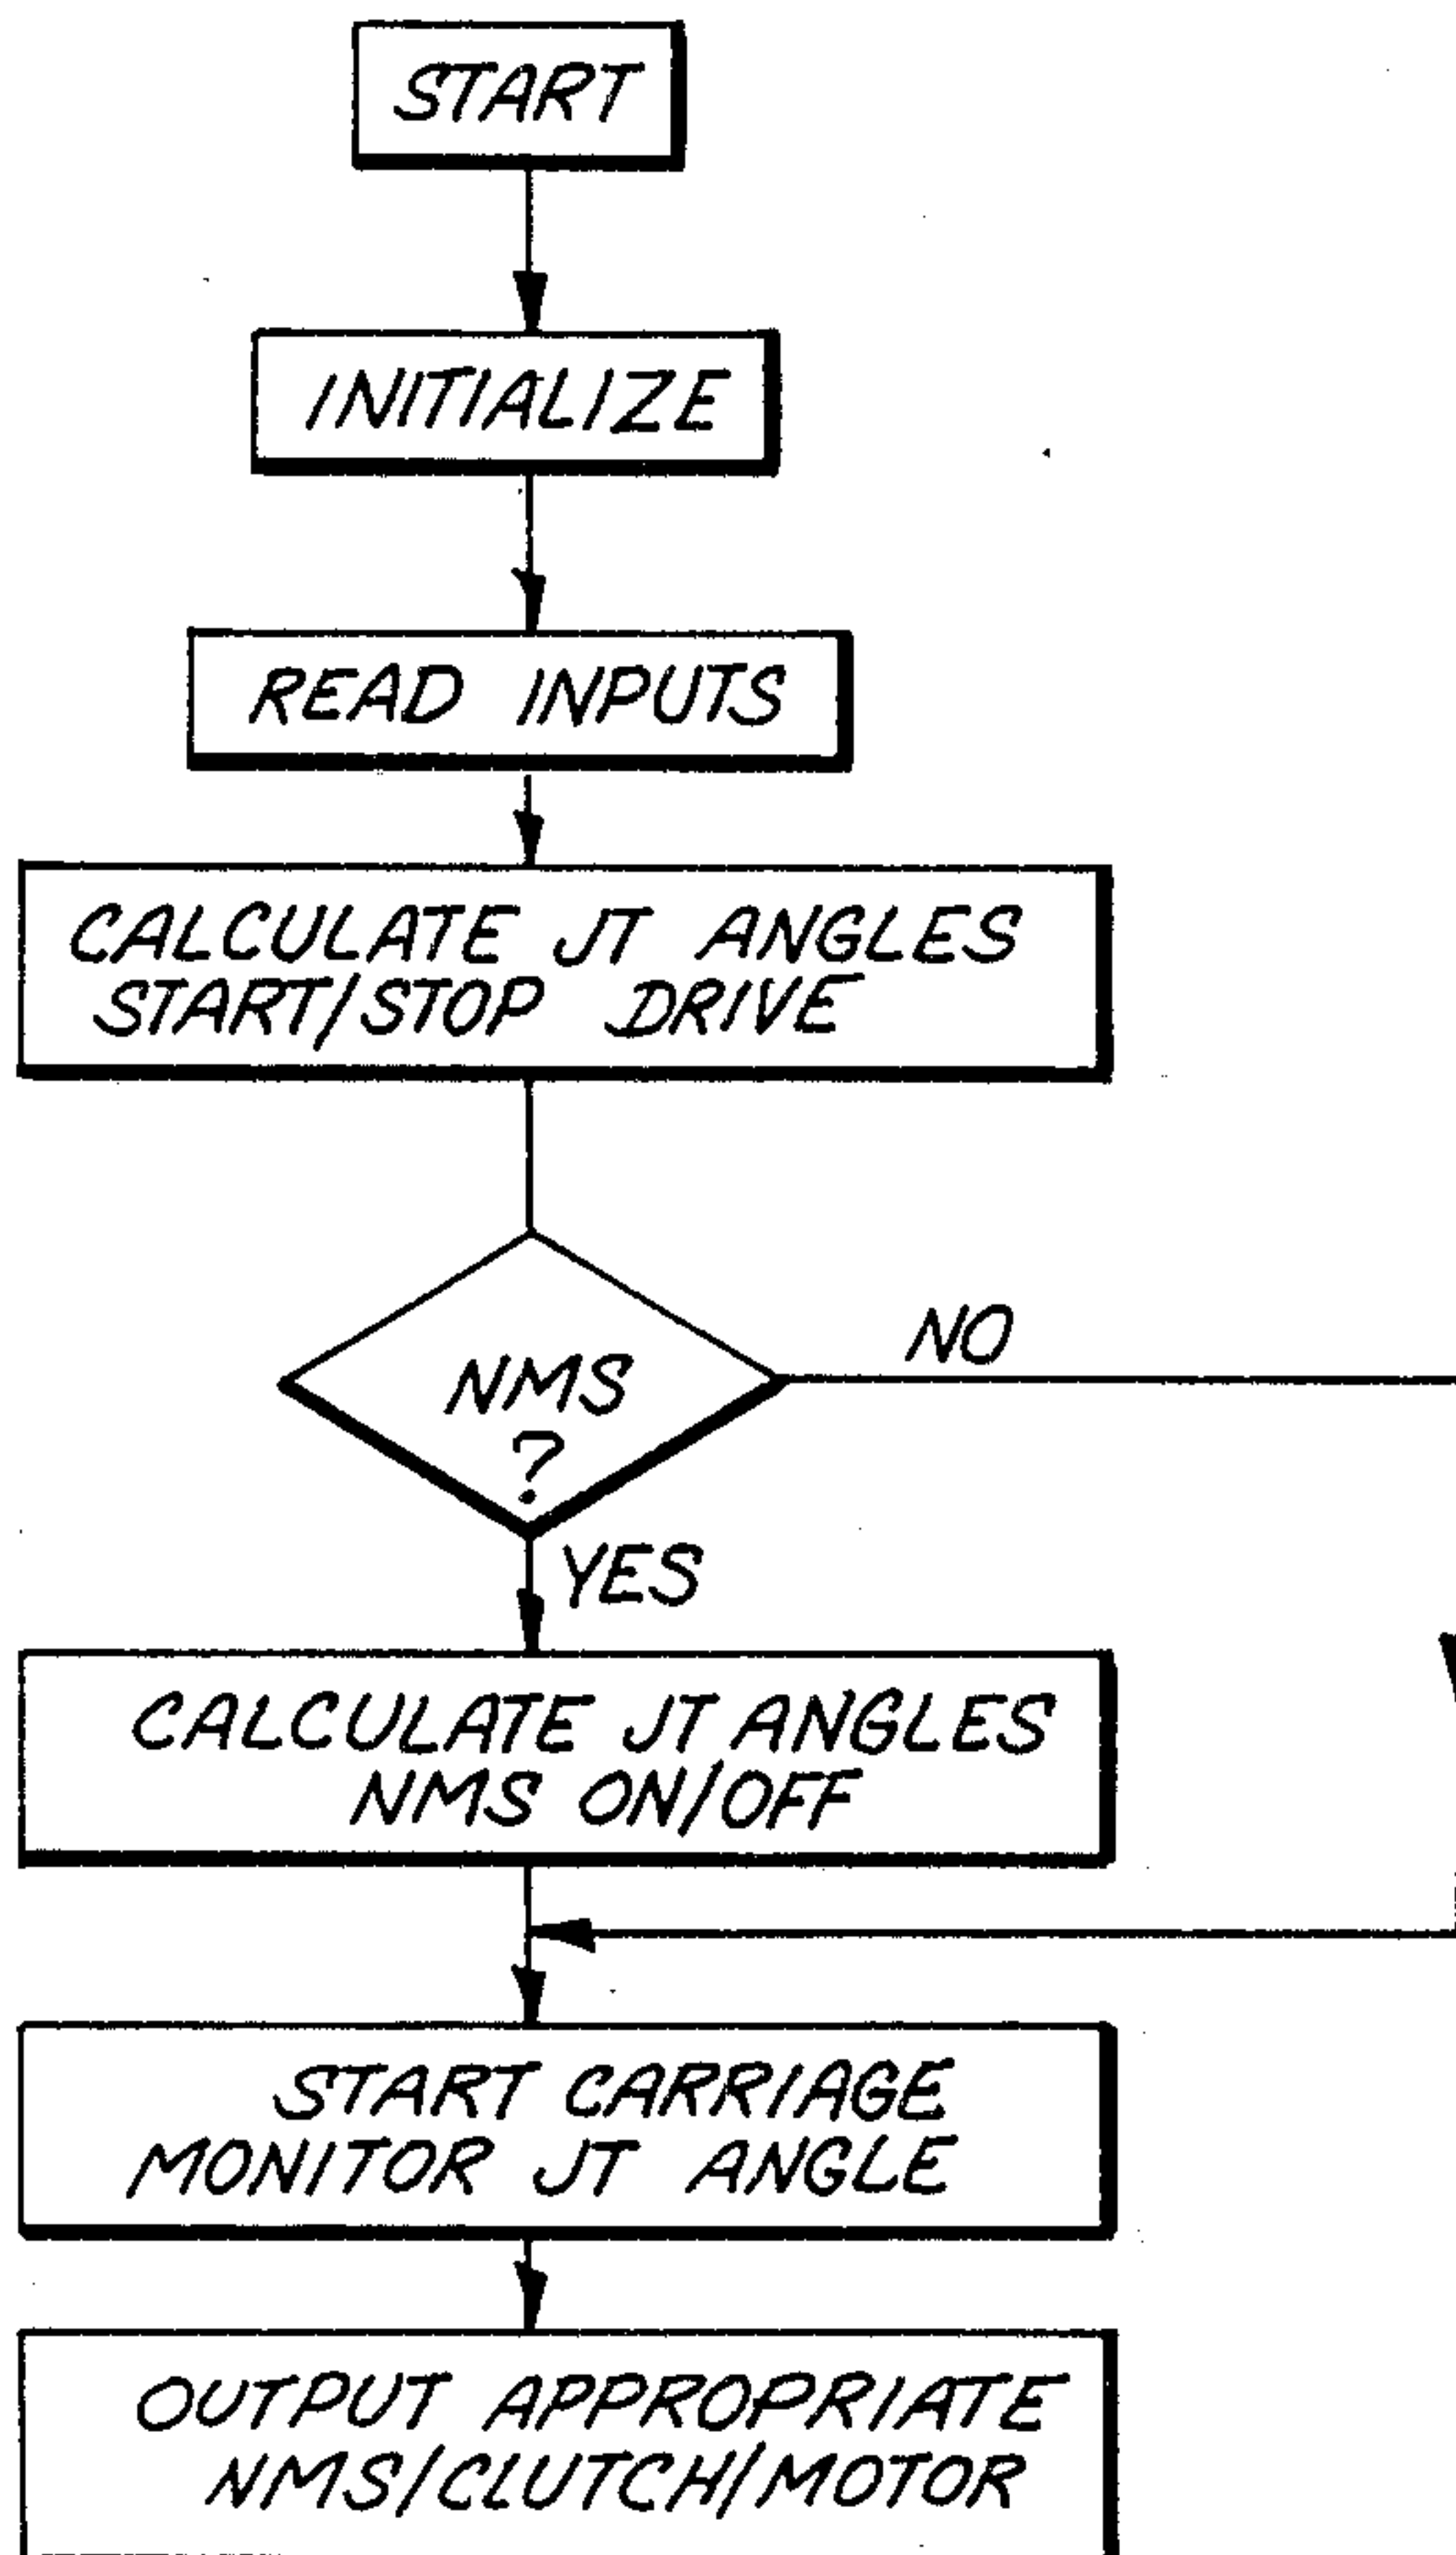 START
INITIALIZE
READ INPUTS
CALCULATE JT ANGLES
START/STOP DRIVE
NMS
?
NO
YES
CALCULATE JT ANGLES
NMS ON/OFF
START CARRIAGE
MONITOR JT ANGLE
OUTPUT APPROPRIATE
NMS/CLUTCH/MOTOR